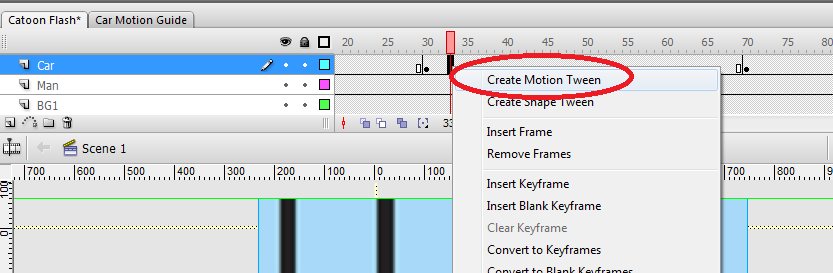 Catoon Flash* Car Motion Guide
20 25 30 35 40 45 50 55 60 65 70 75 80
Car
Create Motion Tween
Man
Create Shape Tween
BG1
33
Insert Frame
Scene 1
Remove Frames
700 600 500 400 300 200 100 0 100 700
Insert Keyframe
100
Insert Blank Keyframe
Clear Keyframe
0
Convert to Keyframes
Convert to Blank Keyframes